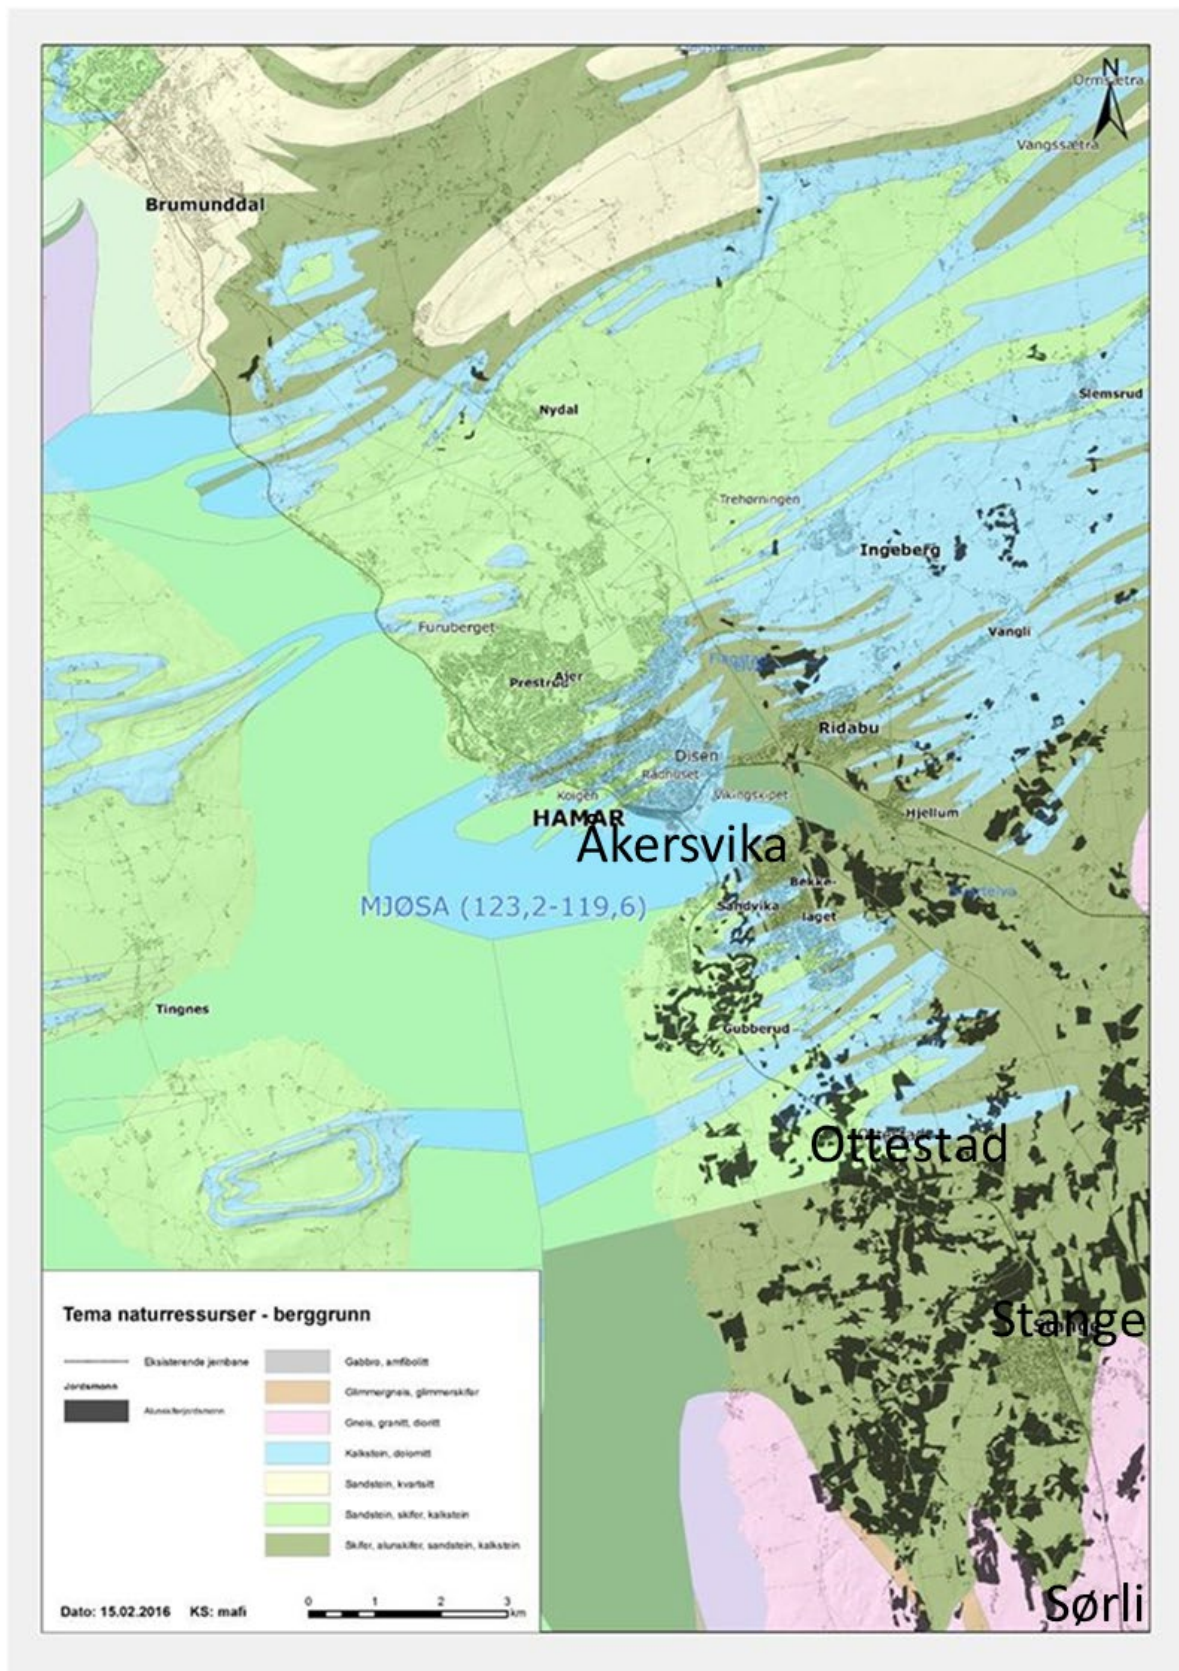 N
Ormsætra
Vangssætra
Brumunddal
Nydal
Slemsrud
Trehørningen
Ingeberg
Furuberget
Vangli
Ajer
Prestrud
Ridabu
Disen
Rådhuset
Koigen
Vikingskipet
HAMAR
Hjellum
Åkersvika
Bekke-
laget
Sandvika
MJØSA (123,2-119,6)
Tingnes
Gubberud
Ottestad
Stange
Sørli
Tema naturressurser - berggrunn
Eksisterende jernbane
Jordsmonn
Alunskiferjordsmonn
Gabbro, amfibolitt
Glimmergneis, glimmerskifer
Gneis, granitt, dioritt
Kalkstein, dolomitt
Sandstein, kvartsitt
Sandstein, skifer, kalkstein
Skifer, alunskifer, sandstein, kalkstein
Dato: 15.02.2016 KS: mafi
0 1 2 3
km